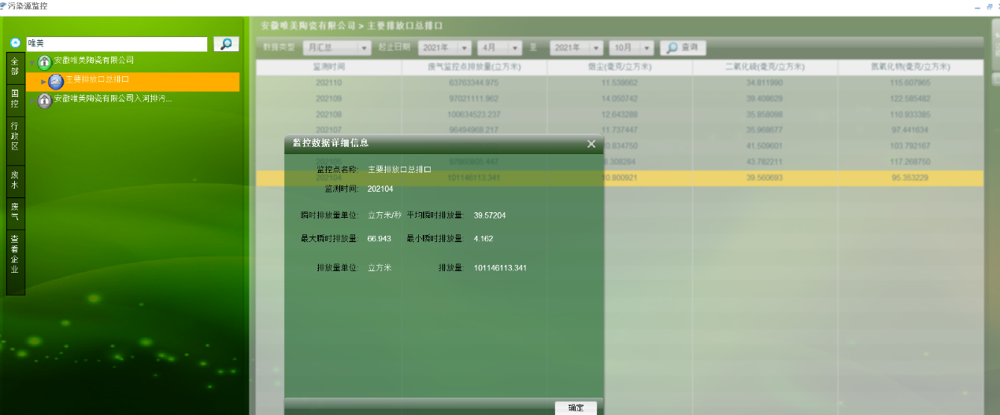 污染源监控
唯美
全部
国控
行政区
废水
废气
查看企业
安徽唯美陶瓷有限公司
主要排放口总排口
安徽唯美陶瓷有限公司入河排污...
安徽唯美陶瓷有限公司 > 主要排放口总排口
数据类型 月汇总 起止日期 2021年 4月 至 2021年 10月 查询
监测时间 废气监控点排放量(立方米) 烟尘(毫克/立方米) 二氧化硫(毫克/立方米) 氮氧化物(毫克/立方米)
202110 63763344.975 11.538662 34.811990 115.607965
202109 97021111.962 14.050742 39.408629 122.585482
202108 100634523.237 12.643288 35.858098 110.933385
202107 96494968.217 11.737447 35.968677 97.441634
41.509601 103.792167
43.782211 117.268750
202104 101146113.341 10.800921 39.560693 95.353229
监控数据详细信息
监控点名称: 主要排放口总排口
监测时间: 202104
瞬时排放量单位: 立方米/秒 平均瞬时排放量: 39.57204
最大瞬时排放量: 66.943 最小瞬时排放量: 4.162
排放量单位: 立方米 排放量: 101146113.341
确定